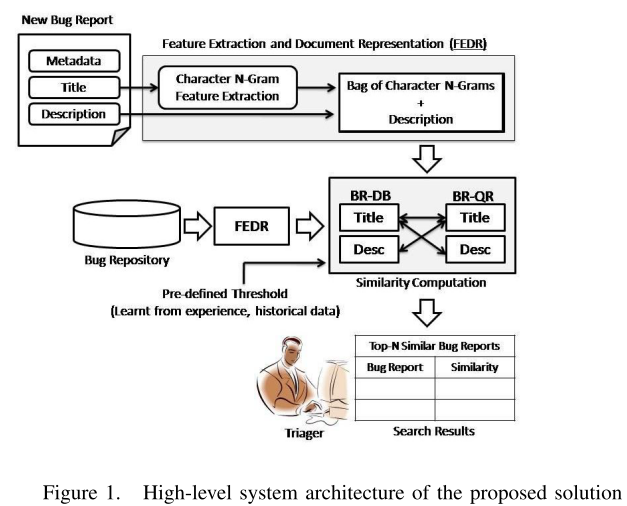 New Bug Report
Metadata
Title
Description
Feature Extraction and Document Representation (FEDR)
Character N-Gram
Feature Extraction
Bag of Character N-Grams
+
Description
BR-DB
BR-QR
Title
Title
Desc
Desc
Similarity Computation
Bug Repository
FEDR
Pre-defined Threshold
(Learnt from experience, historical data)
Triager
Top-N Similar Bug Reports
Bug Report
Similarity
Search Results
Figure 1. High-level system architecture of the proposed solution